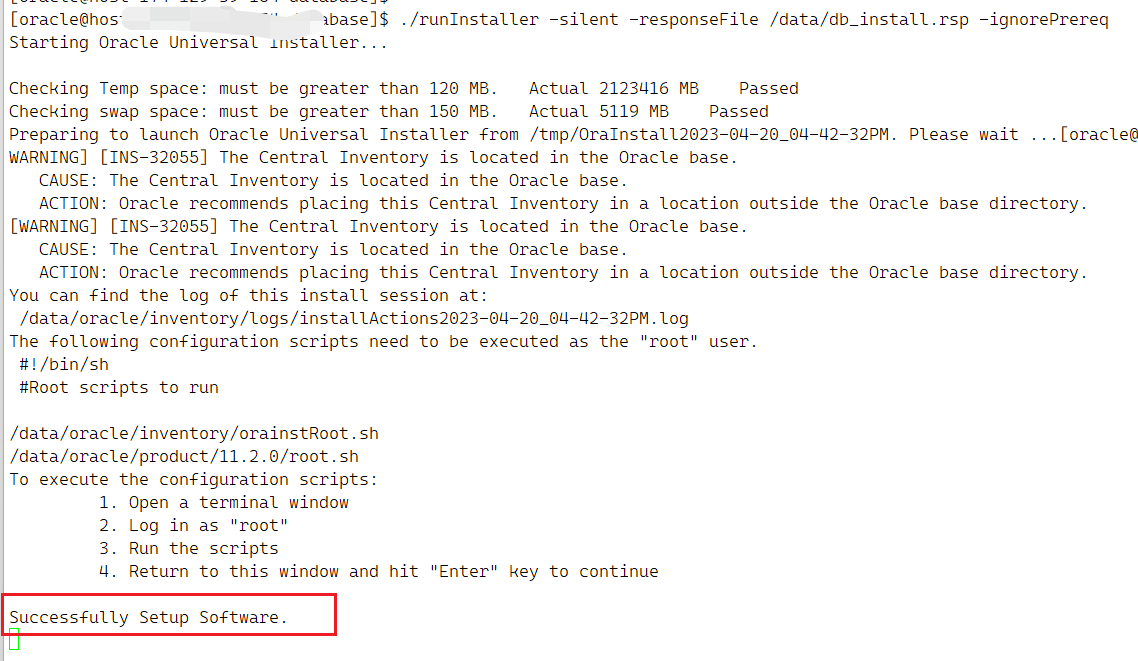 [oracle@host abase]$ ./runInstaller -silent -responseFile /data/db_install.rsp -ignorePrereq
Starting Oracle Universal Installer...
Checking Temp space: must be greater than 120 MB.   Actual 2123416 MB    Passed
Checking swap space: must be greater than 150 MB.   Actual 5119 MB    Passed
Preparing to launch Oracle Universal Installer from /tmp/OraInstall2023-04-20_04-42-32PM. Please wait ...[oracle@
WARNING] [INS-32055] The Central Inventory is located in the Oracle base.
   CAUSE: The Central Inventory is located in the Oracle base.
   ACTION: Oracle recommends placing this Central Inventory in a location outside the Oracle base directory.
[WARNING] [INS-32055] The Central Inventory is located in the Oracle base.
   CAUSE: The Central Inventory is located in the Oracle base.
   ACTION: Oracle recommends placing this Central Inventory in a location outside the Oracle base directory.
You can find the log of this install session at:
 /data/oracle/inventory/logs/installActions2023-04-20_04-42-32PM.log
The following configuration scripts need to be executed as the "root" user.
 #!/bin/sh
 #Root scripts to run
/data/oracle/inventory/orainstRoot.sh
/data/oracle/product/11.2.0/root.sh
To execute the configuration scripts:
         1. Open a terminal window
         2. Log in as "root"
         3. Run the scripts
         4. Return to this window and hit "Enter" key to continue
Successfully Setup Software.